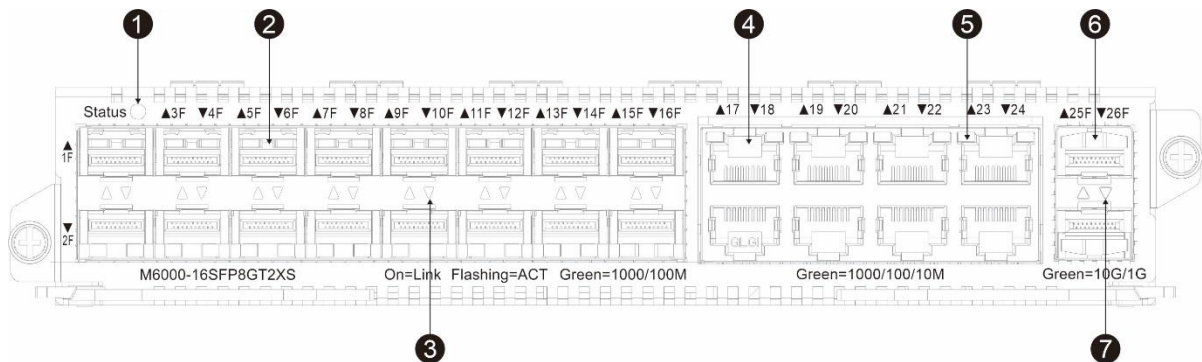 1 2 4 5 6
Status ▲3F ▼4F ▲5F ▼6F ▲7F ▼8F ▲9F ▼10F ▲11F ▼12F ▲13F ▼14F ▲15F ▼16F ▲17 ▼18 ▲19 ▼20 ▲21 ▼22 ▲23 ▼24 ▲25F ▼26F
▲
1F
▼
2F
M6000-16SFP8GT2XS On=Link Flashing=ACT Green=1000/100M Green=1000/100/10M Green=10G/1G
3 7